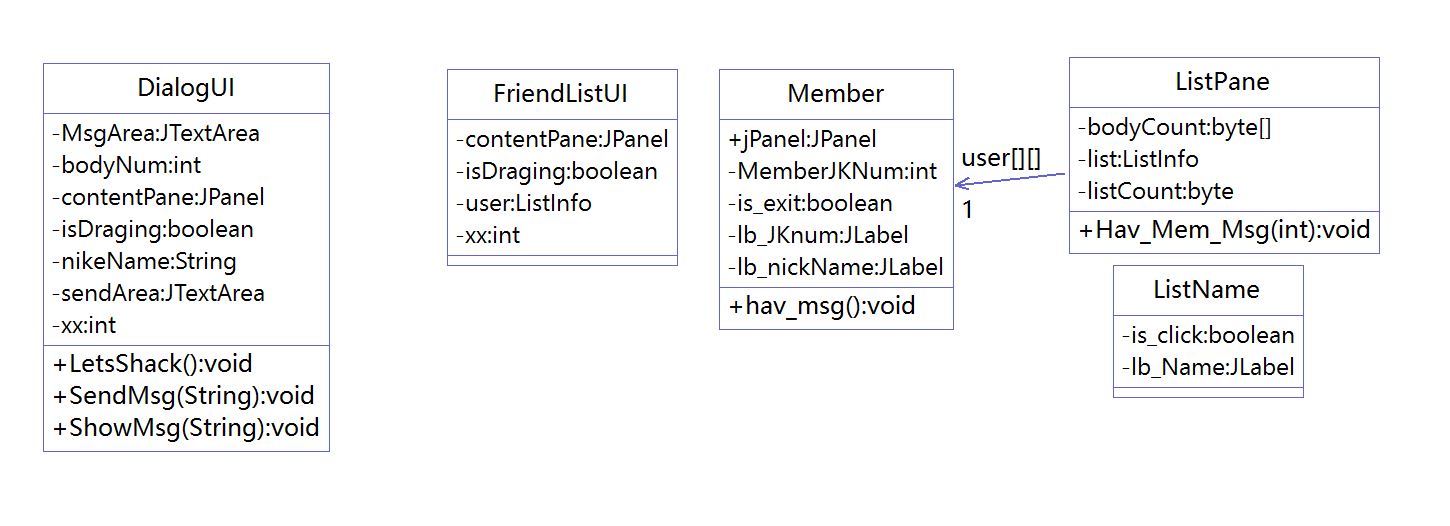 DialogUI
-MsgArea:JTextArea
-bodyNum:int
-contentPane:JPanel
-isDraging:boolean
-nikeName:String
-sendArea:JTextArea
-xx:int
+LetsShack():void
+SendMsg(String):void
+ShowMsg(String):void
FriendListUI
-contentPane:JPanel
-isDraging:boolean
-user:ListInfo
-xx:int
Member
+jPanel:JPanel
-MemberJKNum:int
-is_exit:boolean
-lb_JKnum:JLabel
-lb_nickName:JLabel
+hav_msg():void
user[][]
1
ListPane
-bodyCount:byte[]
-list:ListInfo
-listCount:byte
+Hav_Mem_Msg(int):void
ListName
-is_click:boolean
-lb_Name:JLabel